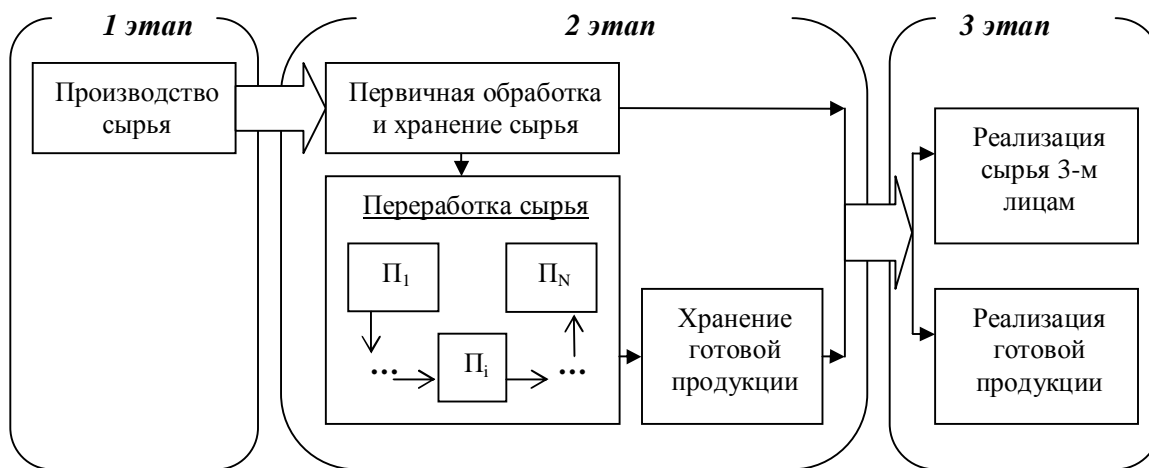 1 этап
2 этап
3 этап
Производство
сырья
Первичная обработка
и хранение сырья
Переработка сырья
П1
ПN
...
Пi
...
Хранение
готовой
продукции
Реализация
сырья 3-м
лицам
Реализация
готовой
продукции